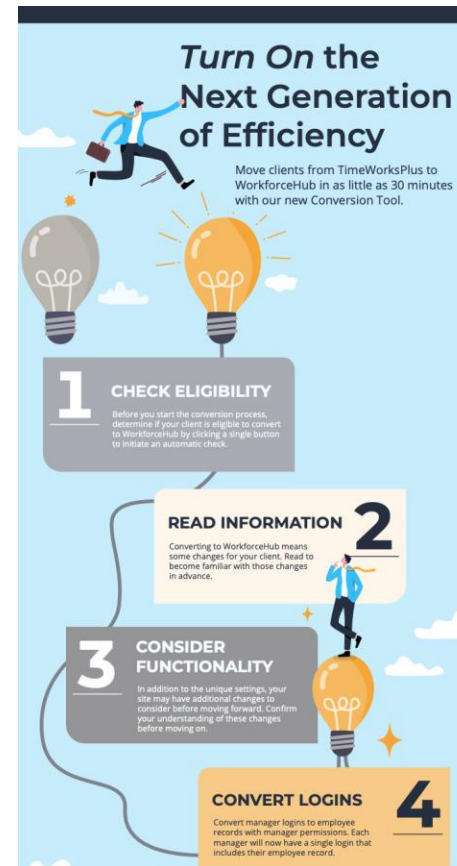 Turn On the
Next Generation
of Efficiency
Move clients from TimeWorksPlus to
WorkforceHub in as little as 30 minutes
with our new Conversion Tool.
1
CHECK ELIGIBILITY
Before you start the conversion process,
determine if your client is eligible to convert
to WorkforceHub by clicking a single button
to initiate an automatic check.
2
READ INFORMATION
Converting to WorkforceHub means
some changes for your client. Read to
become familiar with those changes
in advance.
3
CONSIDER
FUNCTIONALITY
In addition to the unique settings, your
site may have additional changes to
consider before moving forward. Confirm
your understanding of these changes
before moving on.
4
CONVERT LOGINS
Convert manager logins to employee
records with manager permissions. Each
manager will now have a single login that
includes their employee record.